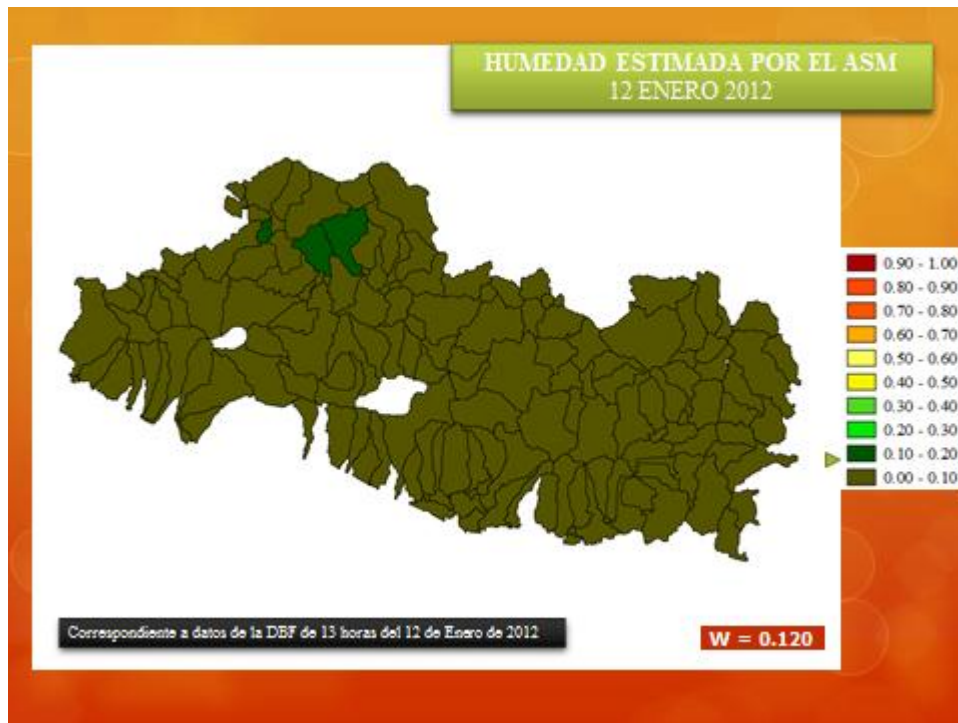 HUMEDAD ESTIMADA POR EL ASM
12 ENERO 2012
0.90 - 1.00
0.80 - 0.90
0.70 - 0.80
0.60 - 0.70
0.50 - 0.60
0.40 - 0.50
0.30 - 0.40
0.20 - 0.30
0.10 - 0.20
0.00 - 0.10
Correspondiente a datos de la DBF de 13 horas del 12 de Enero de 2012
W = 0.120